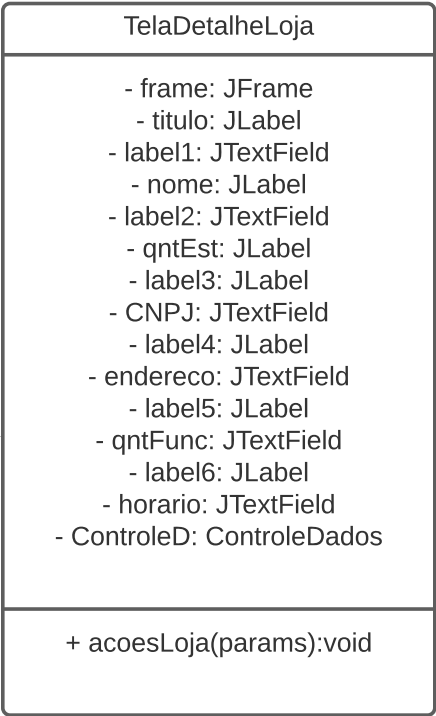 TelaDetalheLoja
- frame: JFrame
- titulo: JLabel
- label1: JTextField
- nome: JLabel
- label2: JTextField
- qntEst: JLabel
- label3: JLabel
- CNPJ: JTextField
- label4: JLabel
- endereco: JTextField
- label5: JLabel
- qntFunc: JTextField
- label6: JLabel
- horario: JTextField
- ControleD: ControleDados
+ acoesLoja(params):void